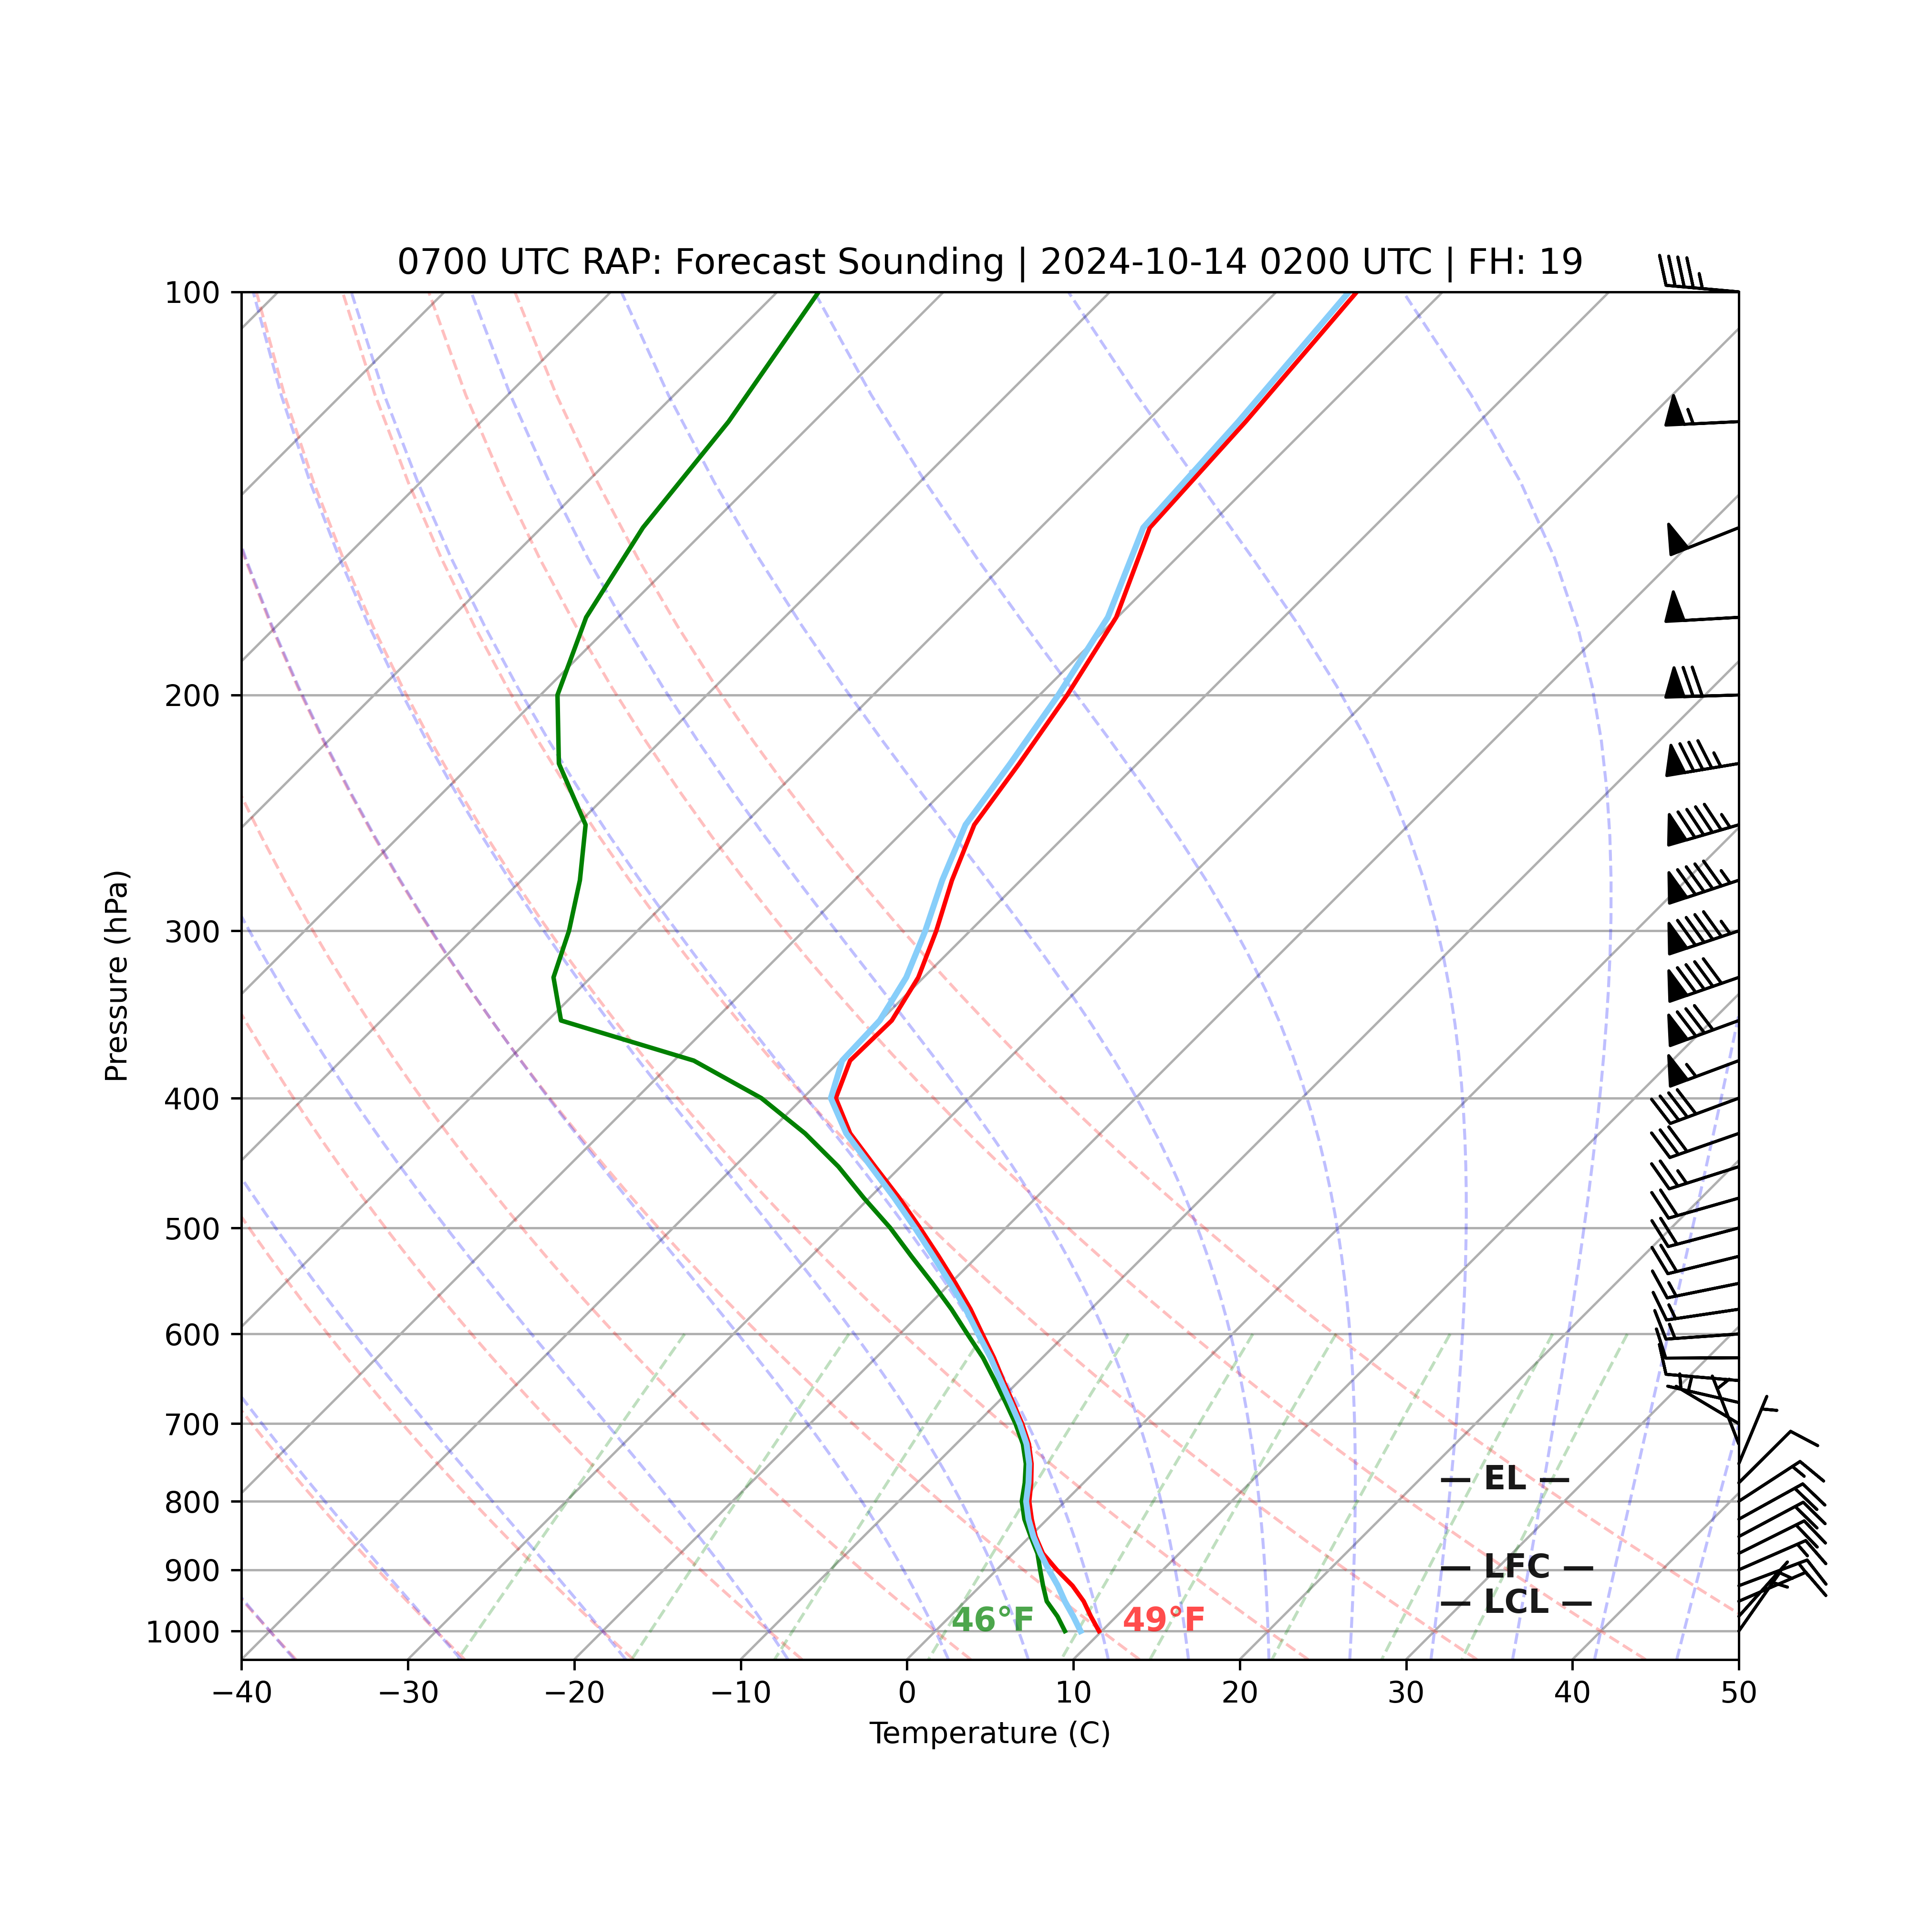 0700 UTC RAP: Forecast Sounding | 2024-10-14 0200 UTC | FH: 19
100
200
300
400
500
600
700
800
900
1000
Pressure (hPa)
— EL —
— LFC —
— LCL —
46°F
49°F
−40 −30 −20 −10 0 10 20 30 40 50
Temperature (C)